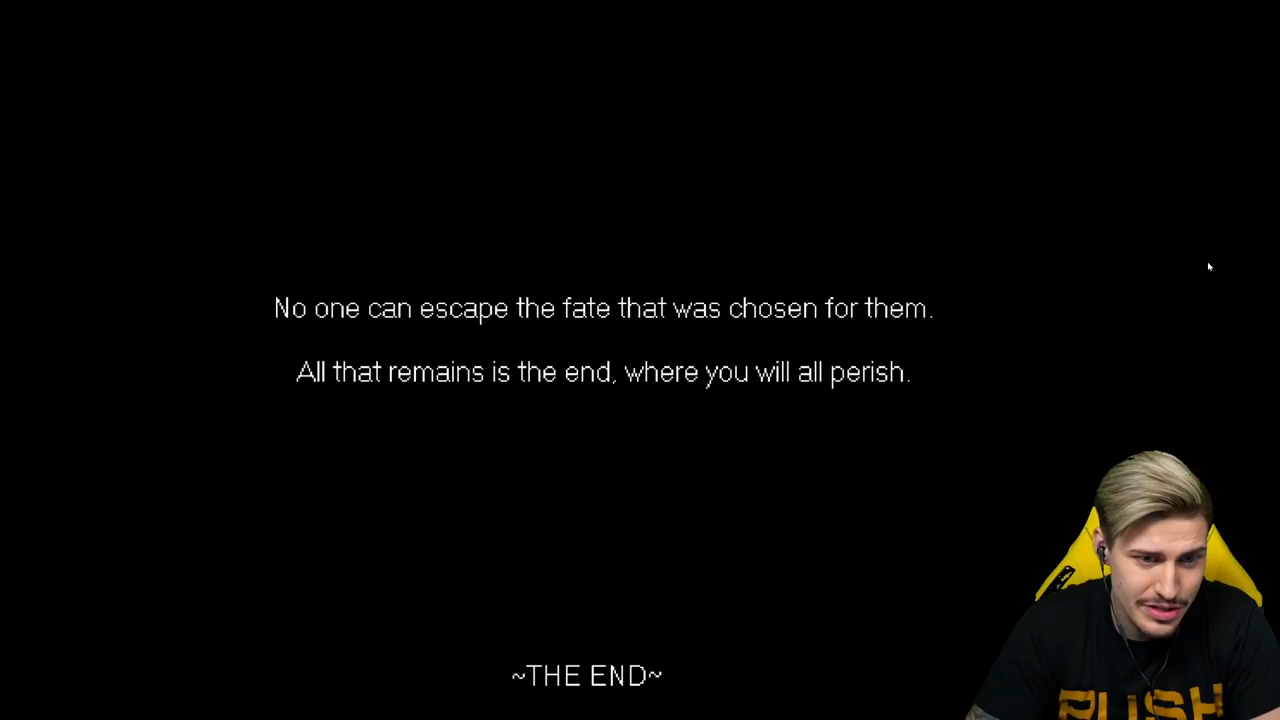 No one can escape the fate that was chosen for them.
All that remains is the end, where you will all perish.
~THE END~
PUSH